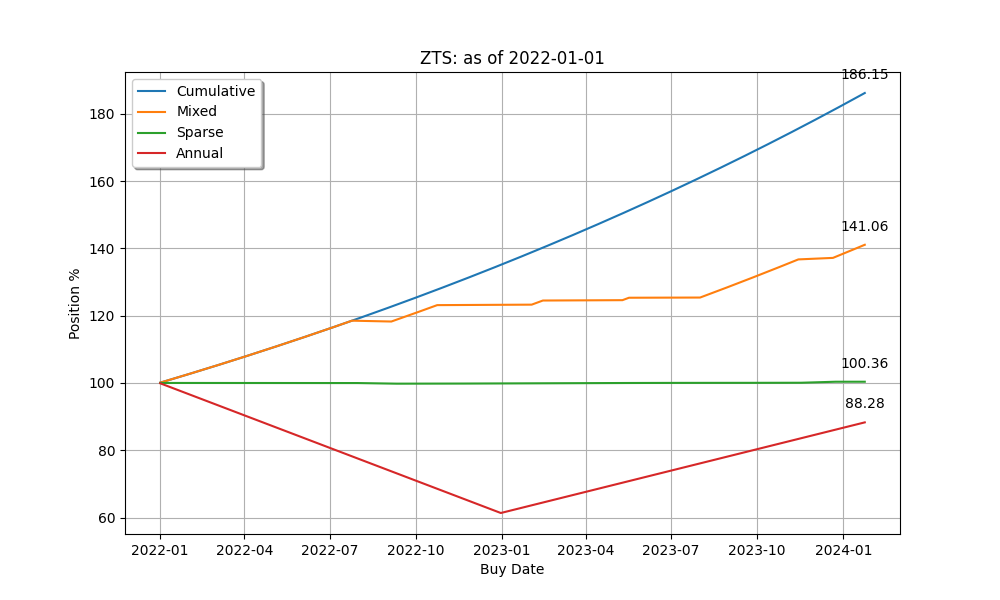 ZTS: as of 2022-01-01
Cumulative
Mixed
Sparse
Annual
186.15
141.06
100.36
88.28
Position %
180
160
140
120
100
80
60
2022-01
2022-04
2022-07
2022-10
2023-01
2023-04
2023-07
2023-10
2024-01
Buy Date